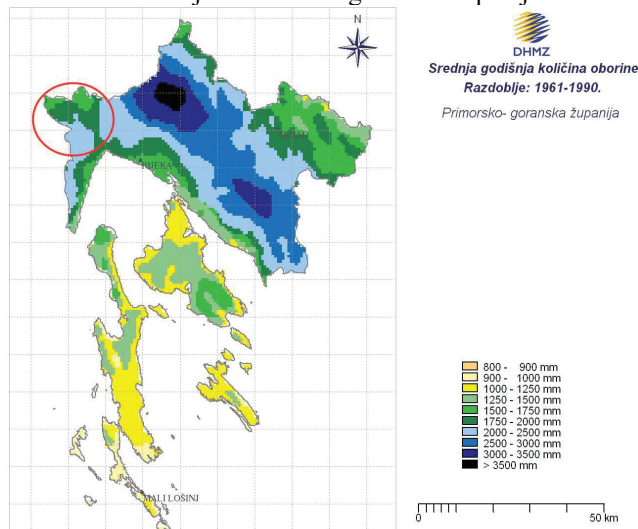 N
DHMZ
Srednja godišnja količina oborine
Razdoblje: 1961-1990.
Primorsko- goranska županija
RIJEKA
MALI LOŠINJ
800 - 900 mm
900 - 1000 mm
1000 - 1250 mm
1250 - 1500 mm
1500 - 1750 mm
1750 - 2000 mm
2000 - 2500 mm
2500 - 3000 mm
3000 - 3500 mm
> 3500 mm
0
50 km